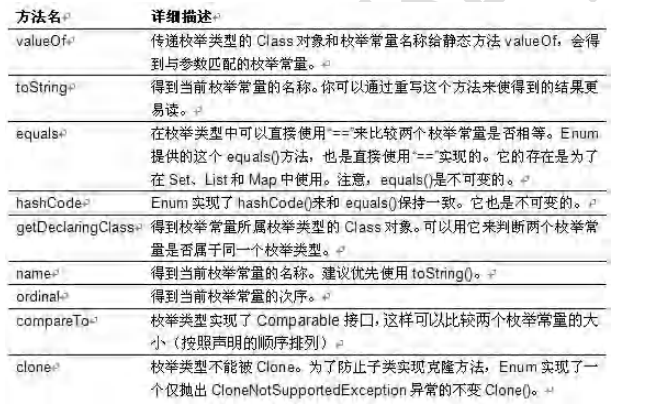 方法名 详细描述
valueOf 传递枚举类型的 Class 对象和枚举常量名称给静态方法 valueOf，会得
到与参数匹配的枚举常量。
toString 得到当前枚举常量的名称。你可以通过重写这个方法来使得到的结果更
易读。
equals 在枚举类型中可以直接使用“==”来比较两个枚举常量是否相等。Enum
提供的这个 equals()方法，也是直接使用“==”实现的。它的存在是为了
在 Set、List 和 Map 中使用。注意，equals()是不可变的。
hashCode Enum 实现了 hashCode()来和 equals()保持一致。它也是不可变的。
getDeclaringClass 得到枚举常量所属枚举类型的 Class 对象。可以用它来判断两个枚举常
量是否属于同一个枚举类型。
name 得到当前枚举常量的名称。建议优先使用 toString()。
ordinal 得到当前枚举常量的次序。
compareTo 枚举类型实现了 Comparable 接口，这样可以比较两个枚举常量的大
小（按照声明的顺序排列）
clone 枚举类型不能被 Clone。为了防止子类实现克隆方法，Enum 实现了一
个仅抛出 CloneNotSupportedException 异常的不变 Clone()。